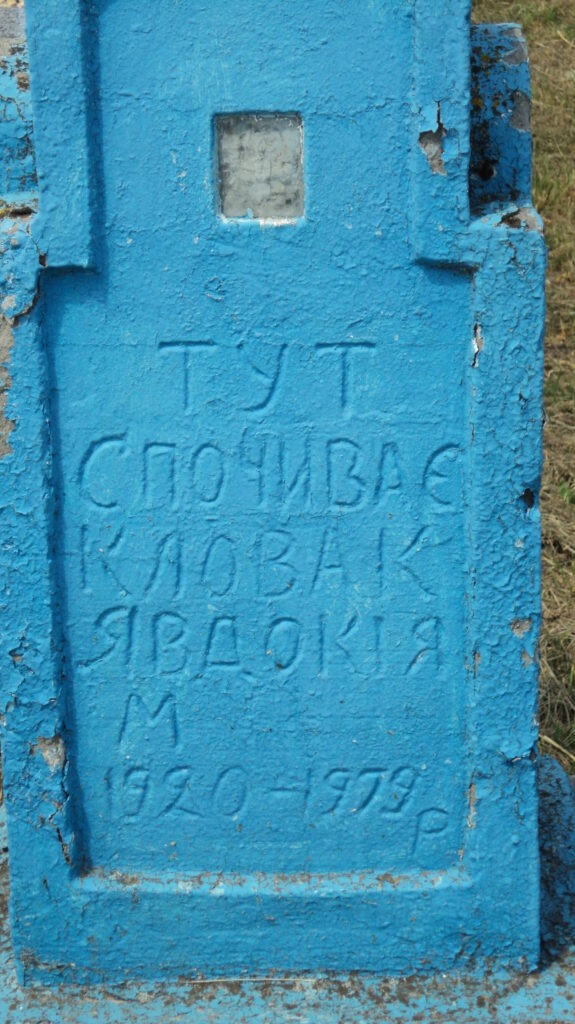 ТУТ
СПОЧИВАЄ
КЛОВАК
ЯВДОКІЯ
М
1920-1979
Р